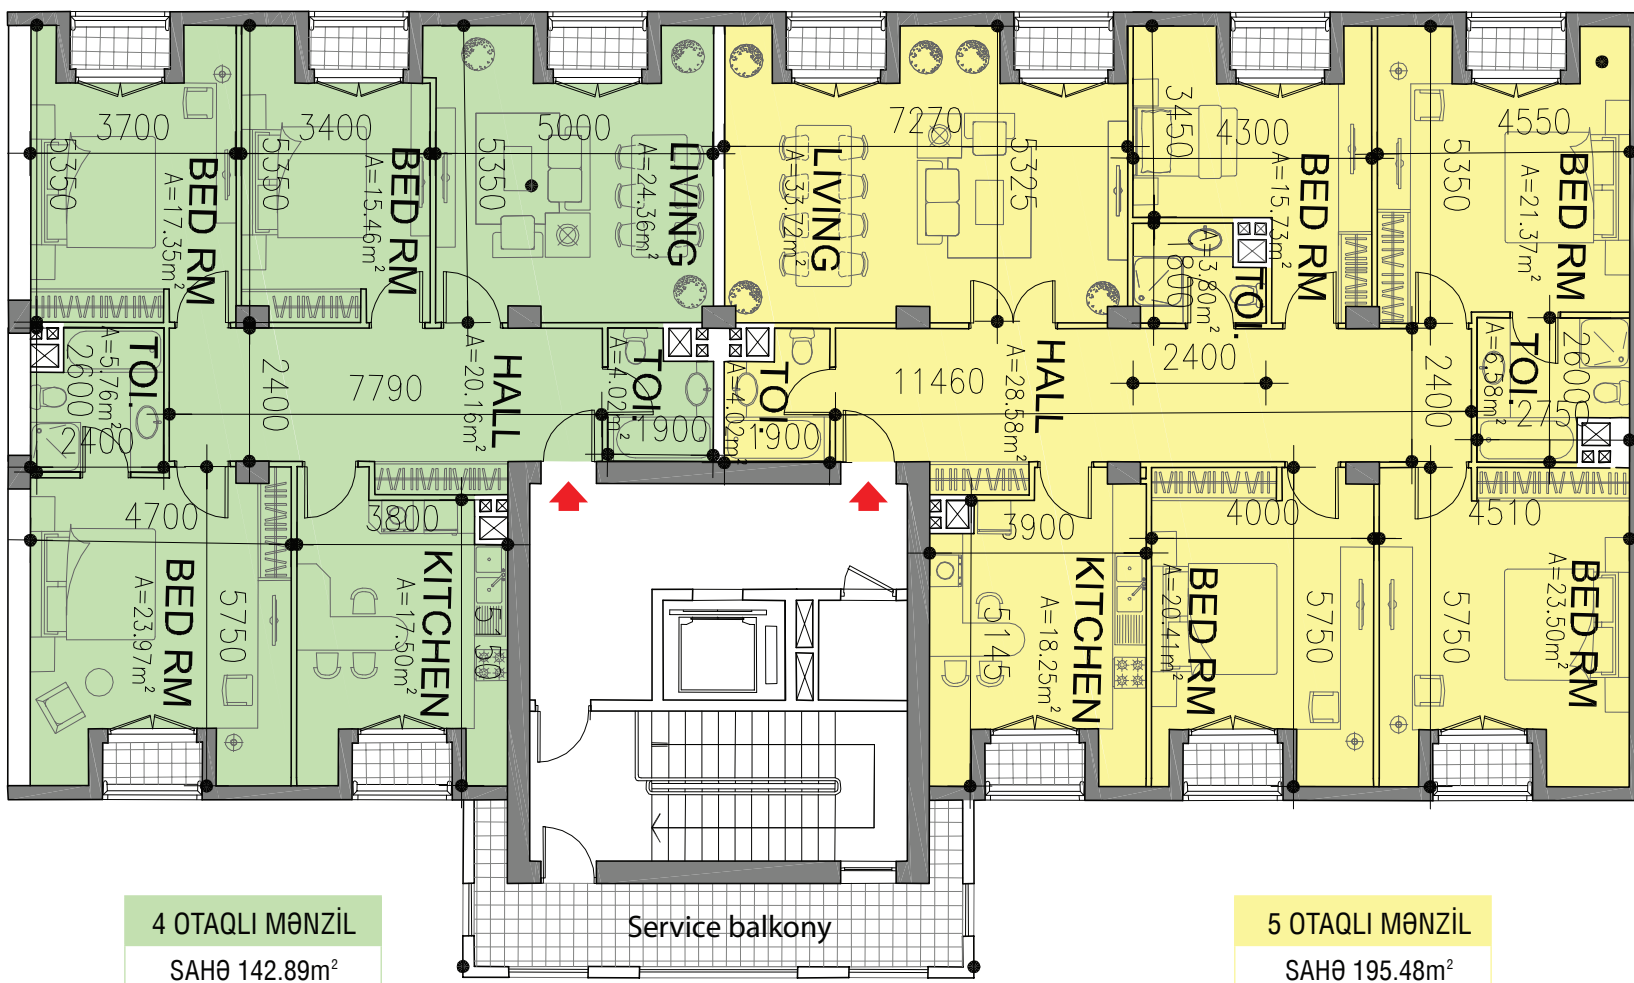 3700
5350
BED RM
A=17.35m²
3400
5350
BED RM
A=15.46m²
5000
5350
LIVING
A=24.36m²
7270
5325
LIVING
A=33.72m²
3450
4300
BED RM
A=15.73m²
4550
5350
BED RM
A=21.37m²
TOI.
A=3.80m²
1800
TOI.
A=5.76m²
2600
2400
2400
7790
HALL
A=20.16m²
TOI.
A=4.02m²
1900
TOI.
A=4.02m²
1900
11460
HALL
A=28.58m²
2400
2400
TOI.
A=6.58m²
2600
2750
4700
BED RM
A=23.97m²
5750
3800
KITCHEN
A=17.50m²
3900
5145
KITCHEN
A=18.25m²
4000
BED RM
A=20.41m²
5750
4510
5750
BED RM
A=23.50m²
Service balkony
4 OTAQLI MƏNZİL
SAHƏ 142.89m²
5 OTAQLI MƏNZİL
SAHƏ 195.48m²